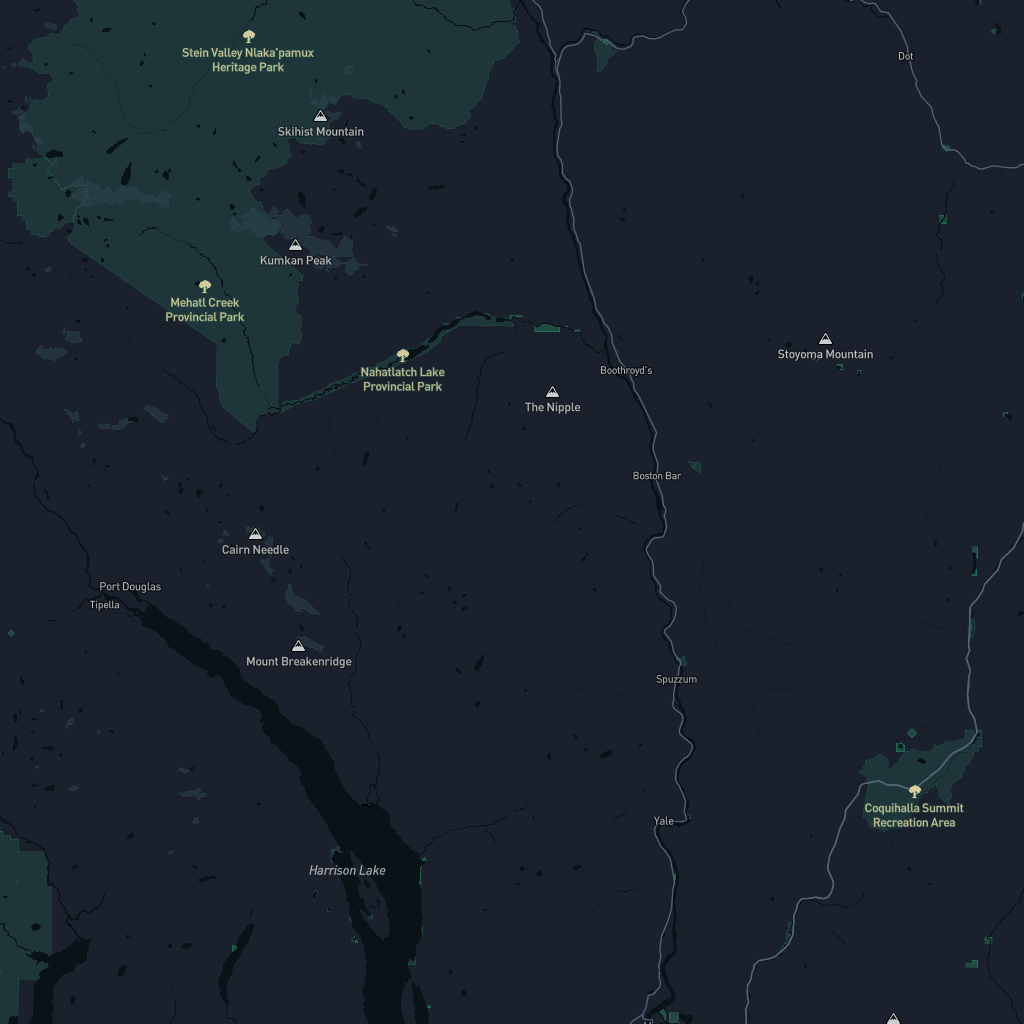 Stein Valley Nlaka'pamux
Heritage Park
Dot
Skihist Mountain
Kumkan Peak
Mehatl Creek
Provincial Park
Stoyoma Mountain
Nahatlatch Lake
Provincial Park
Boothroyd's
The Nipple
Boston Bar
Cairn Needle
Port Douglas
Tipella
Mount Breakenridge
Spuzzum
Coquihalla Summit
Recreation Area
Yale
Harrison Lake